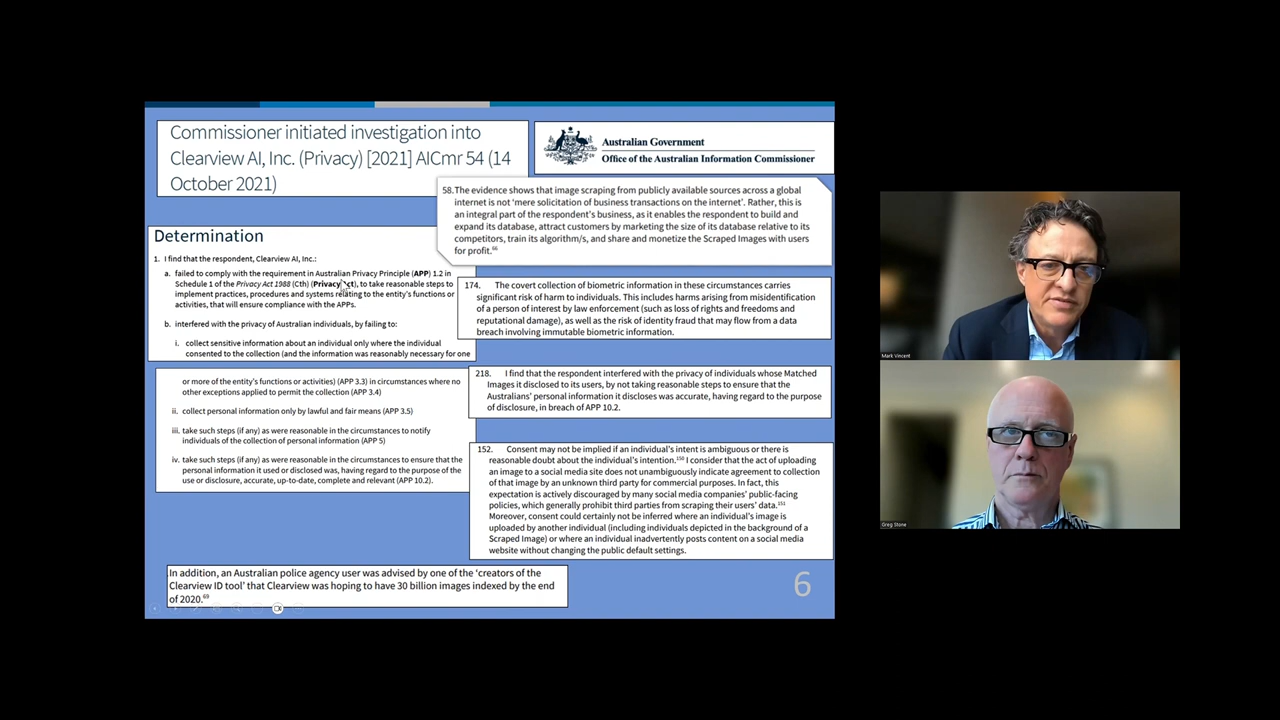 Commissioner initiated investigation into
Clearview AI, Inc. (Privacy) [2021] AICmr 54 (14
October 2021)
Australian Government
Office of the Australian Information Commissioner
58.The evidence shows that image scraping from publicly available sources across a global
internet is not ‘mere solicitation of business transactions on the internet’. Rather, this is
an integral part of the respondent’s business, as it enables the respondent to build and
expand its database, attract customers by marketing the size of its database relative to its
competitors, train its algorithm/s, and share and monetize the Scraped Images with users
for profit.66
Determination
1. I find that the respondent, Clearview AI, Inc.:
a. failed to comply with the requirement in Australian Privacy Principle (APP) 1.2 in
Schedule 1 of the Privacy Act 1988 (Cth) (Privacy Act), to take reasonable steps to
implement practices, procedures and systems relating to the entity’s functions or
activities, that will ensure compliance with the APPs.
b. interfered with the privacy of Australian individuals, by failing to:
i. collect sensitive information about an individual only where the individual
consented to the collection (and the information was reasonably necessary for one
or more of the entity’s functions or activities) (APP 3.3) in circumstances where no
other exceptions applied to permit the collection (APP 3.4)
ii. collect personal information only by lawful and fair means (APP 3.5)
iii. take such steps (if any) as were reasonable in the circumstances to notify
individuals of the collection of personal information (APP 5)
iv. take such steps (if any) as were reasonable in the circumstances to ensure that the
personal information it used or disclosed was, having regard to the purpose of the
use or disclosure, accurate, up-to-date, complete and relevant (APP 10.2).
174. The covert collection of biometric information in these circumstances carries
significant risk of harm to individuals. This includes harms arising from misidentification
of a person of interest by law enforcement (such as loss of rights and freedoms and
reputational damage), as well as the risk of identity fraud that may flow from a data
breach involving immutable biometric information.
218. I find that the respondent interfered with the privacy of individuals whose Matched
Images it disclosed to its users, by not taking reasonable steps to ensure that the
Australians’ personal information it discloses was accurate, having regard to the purpose
of disclosure, in breach of APP 10.2.
152. Consent may not be implied if an individual’s intent is ambiguous or there is
reasonable doubt about the individual’s intention.150 I consider that the act of uploading
an image to a social media site does not unambiguously indicate agreement to collection
of that image by an unknown third party for commercial purposes. In fact, this
expectation is actively discouraged by many social media companies’ public-facing
policies, which generally prohibit third parties from scraping their users’ data.151
Moreover, consent could certainly not be inferred where an individual’s image is
uploaded by another individual (including individuals depicted in the background of a
Scraped Image) or where an individual inadvertently posts content on a social media
website without changing the public default settings.
In addition, an Australian police agency user was advised by one of the ‘creators of the
Clearview ID tool’ that Clearview was hoping to have 30 billion images indexed by the end
of 2020.69
6
Mark Vincent
Greg Stone